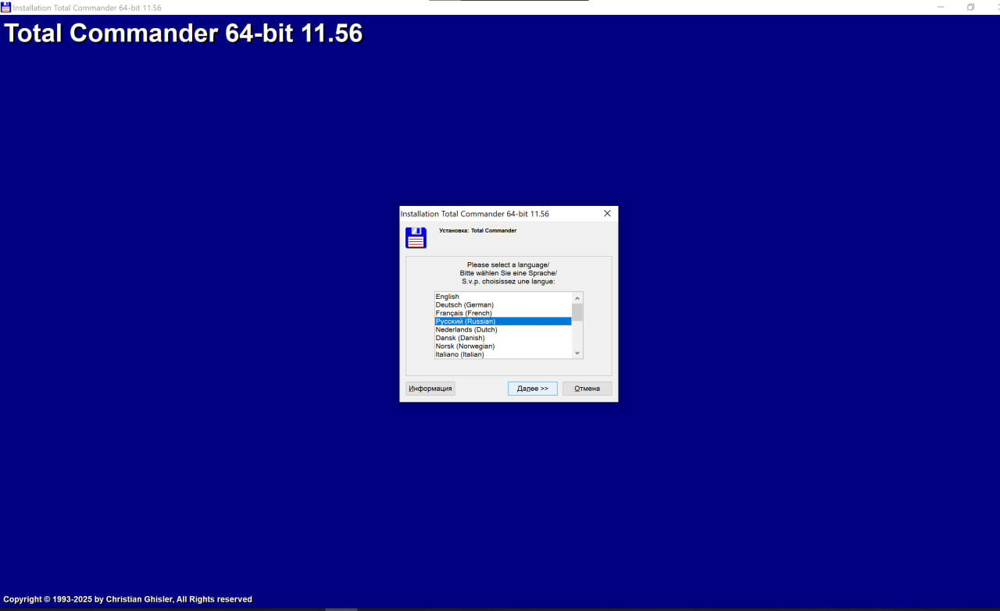 Installation Total Commander 64-bit 11.56
Total Commander 64-bit 11.56
Installation Total Commander 64-bit 11.56
Установка: Total Commander
Please select a language/
Bitte wählen Sie eine Sprache/
S.v.p. choisissez une langue:
English
Deutsch (German)
Français (French)
Русский (Russian)
Nederlands (Dutch)
Dansk (Danish)
Norsk (Norwegian)
Italiano (Italian)
Информация Далее >> Отмена
Copyright © 1993-2025 by Christian Ghisler, All Rights reserved